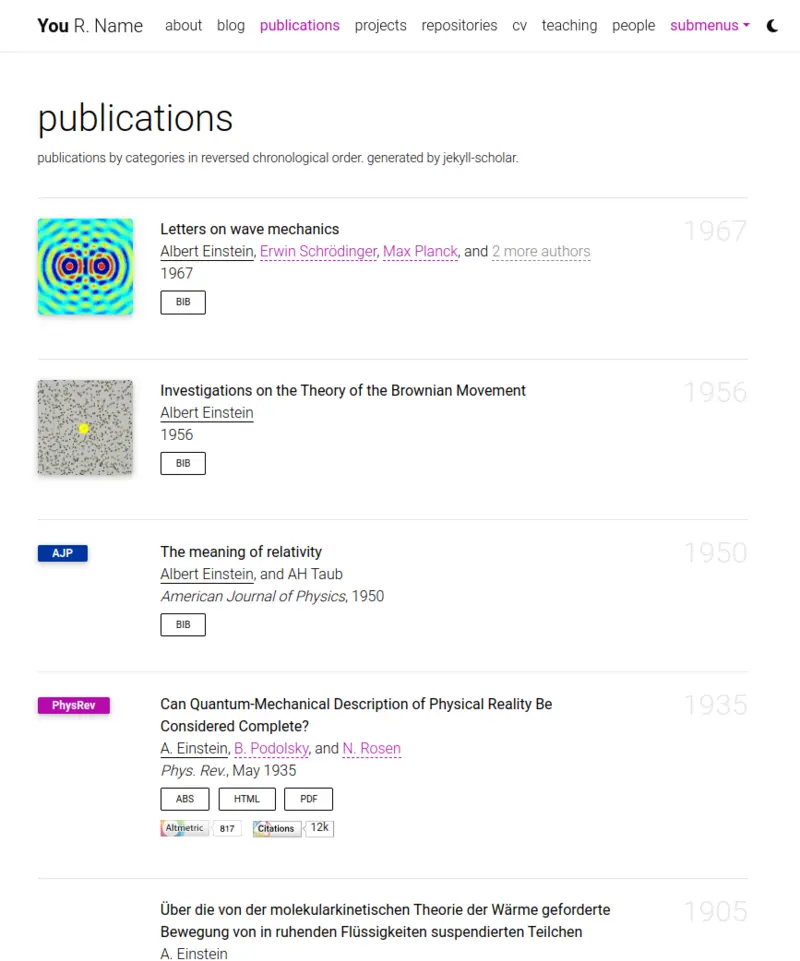 You R. Name about blog publications projects repositories cv teaching people submenus
publications
publications by categories in reversed chronological order. generated by jekyll-scholar.
1967
Letters on wave mechanics
Albert Einstein, Erwin Schrödinger, Max Planck, and 2 more authors
1967
BIB
1956
Investigations on the Theory of the Brownian Movement
Albert Einstein
1956
BIB
1950
AJP
The meaning of relativity
Albert Einstein, and AH Taub
American Journal of Physics, 1950
BIB
1935
PhysRev
Can Quantum-Mechanical Description of Physical Reality Be
Considered Complete?
A. Einstein, B. Podolsky, and N. Rosen
Phys. Rev., May 1935
ABS HTML PDF
Altmetric 817 Citations 12k
1905
Über die von der molekularkinetischen Theorie der Wärme geforderte
Bewegung von in ruhenden Flüssigkeiten suspendierten Teilchen
A. Einstein